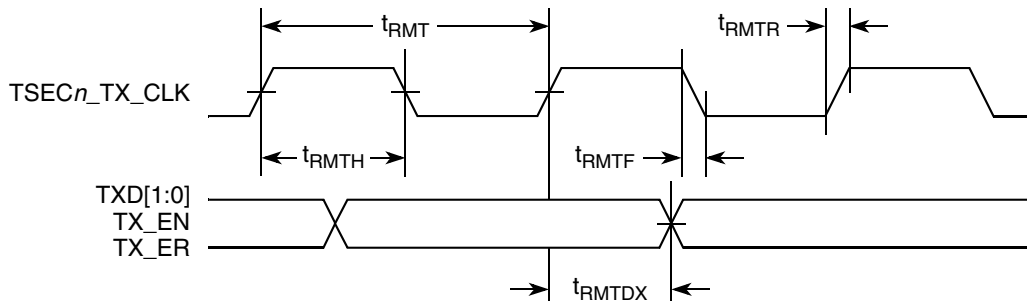 tRMT
tRMTR
TSECn_TX_CLK
tRMTH
tRMTF
TXD[1:0]
TX_EN
TX_ER
tRMTDX